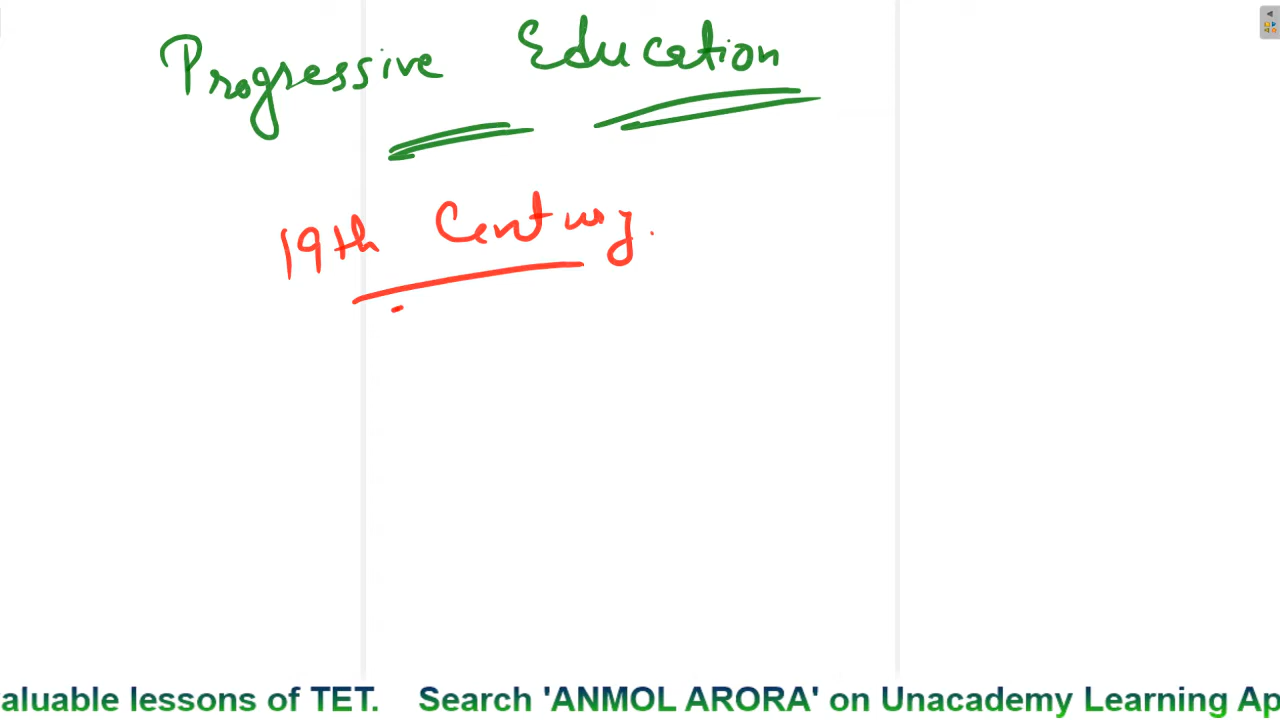 Progressive Education
19th Century.
aluable lessons of TET. Search 'ANMOL ARORA' on Unacademy Learning Ap